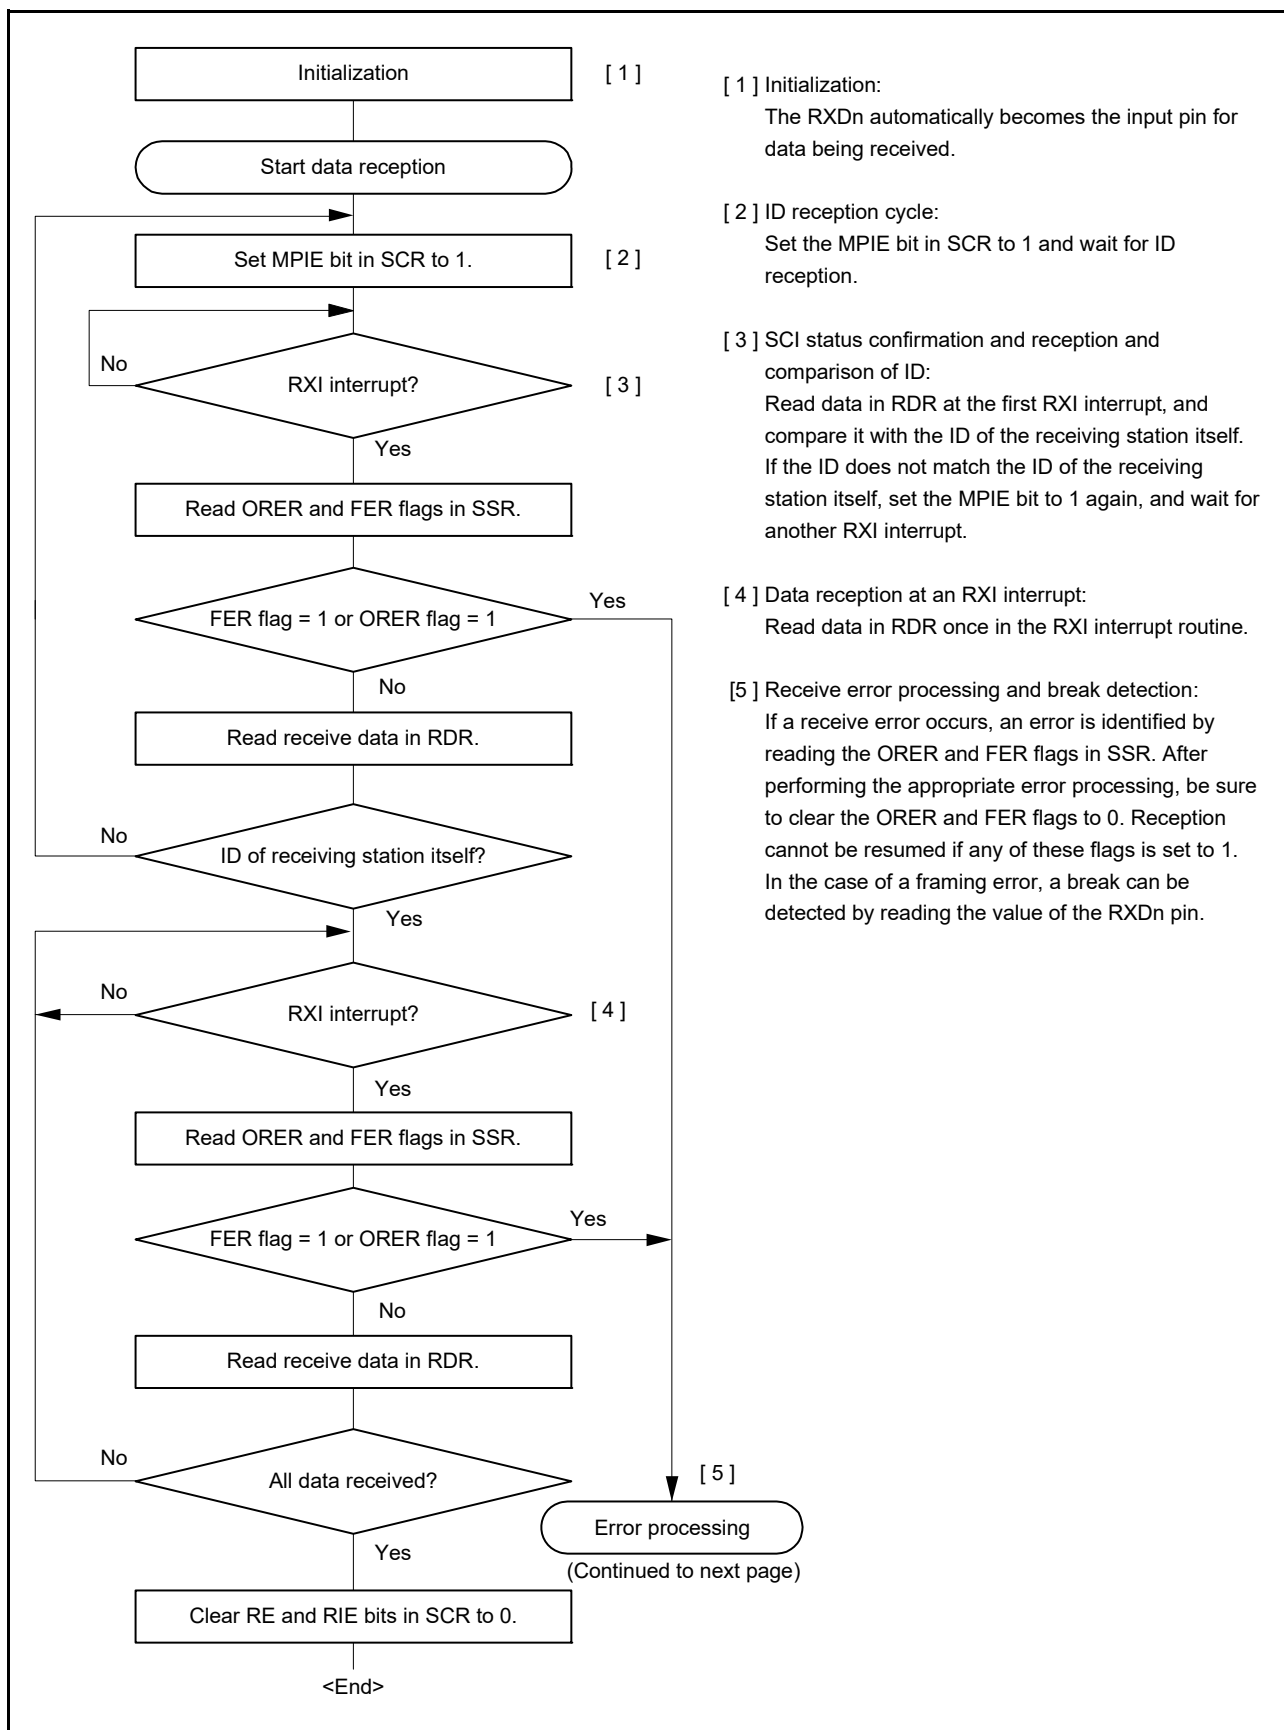 Initialization
[ 1 ]
Start data reception
Set MPIE bit in SCR to 1.
[ 2 ]
No
RXI interrupt?
[ 3 ]
Yes
Read ORER and FER flags in SSR.
FER flag = 1 or ORER flag = 1
Yes
No
Read receive data in RDR.
No
ID of receiving station itself?
Yes
No
RXI interrupt?
[ 4 ]
Yes
Read ORER and FER flags in SSR.
FER flag = 1 or ORER flag = 1
Yes
No
Read receive data in RDR.
No
All data received?
Yes
[ 5 ]
Error processing
(Continued to next page)
Clear RE and RIE bits in SCR to 0.
<End>
[ 1 ] Initialization:
The RXDn automatically becomes the input pin for
data being received.
[ 2 ] ID reception cycle:
Set the MPIE bit in SCR to 1 and wait for ID
reception.
[ 3 ] SCI status confirmation and reception and
comparison of ID:
Read data in RDR at the first RXI interrupt, and
compare it with the ID of the receiving station itself.
If the ID does not match the ID of the receiving
station itself, set the MPIE bit to 1 again, and wait for
another RXI interrupt.
[ 4 ] Data reception at an RXI interrupt:
Read data in RDR once in the RXI interrupt routine.
[5 ] Receive error processing and break detection:
If a receive error occurs, an error is identified by
reading the ORER and FER flags in SSR. After
performing the appropriate error processing, be sure
to clear the ORER and FER flags to 0. Reception
cannot be resumed if any of these flags is set to 1.
In the case of a framing error, a break can be
detected by reading the value of the RXDn pin.